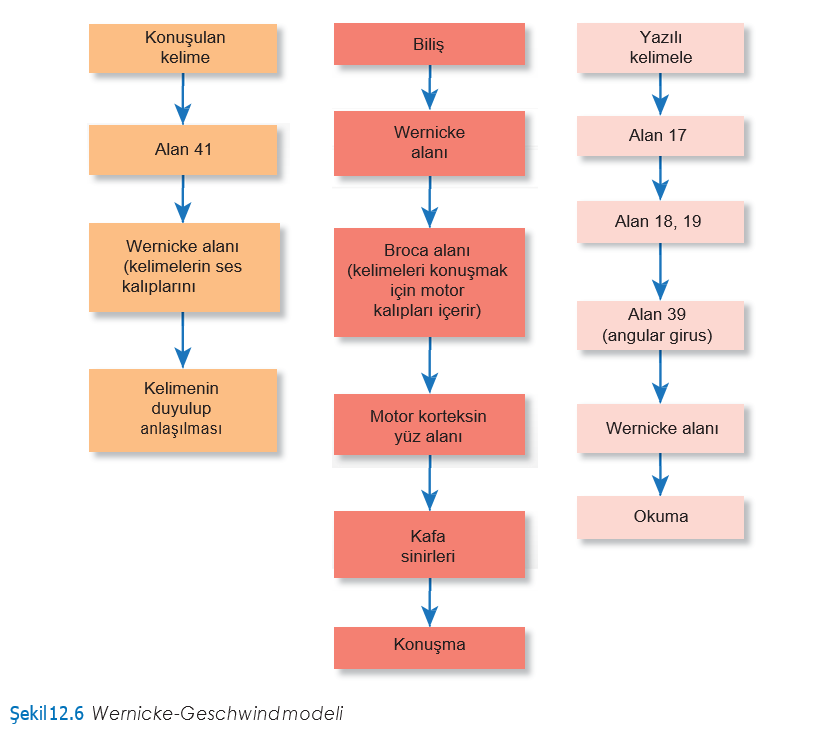 Konuşulan
kelime
Alan 41
Wernicke alanı
(kelimelerin ses
kalıplarını
Kelimenin
duyulup
anlaşılması
Biliş
Wernicke
alanı
Broca alanı
(kelimeleri konuşmak
için motor
kalıpları içerir)
Motor korteksin
yüz alanı
Kafa
sinirleri
Konuşma
Yazılı
kelimele
Alan 17
Alan 18, 19
Alan 39
(angular girus)
Wernicke alanı
Okuma
Şekil 12.6 Wernicke-Geschwind modeli